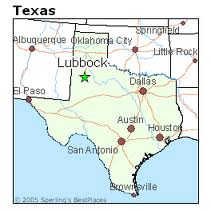 Texas
Springfield
Albuquerque
Oklahoma City
Little Rock
Lubbock
Dallas
El Paso
Austin
Houston
San Antonio
Brownsville
© 2005 Sperling's BestPlaces